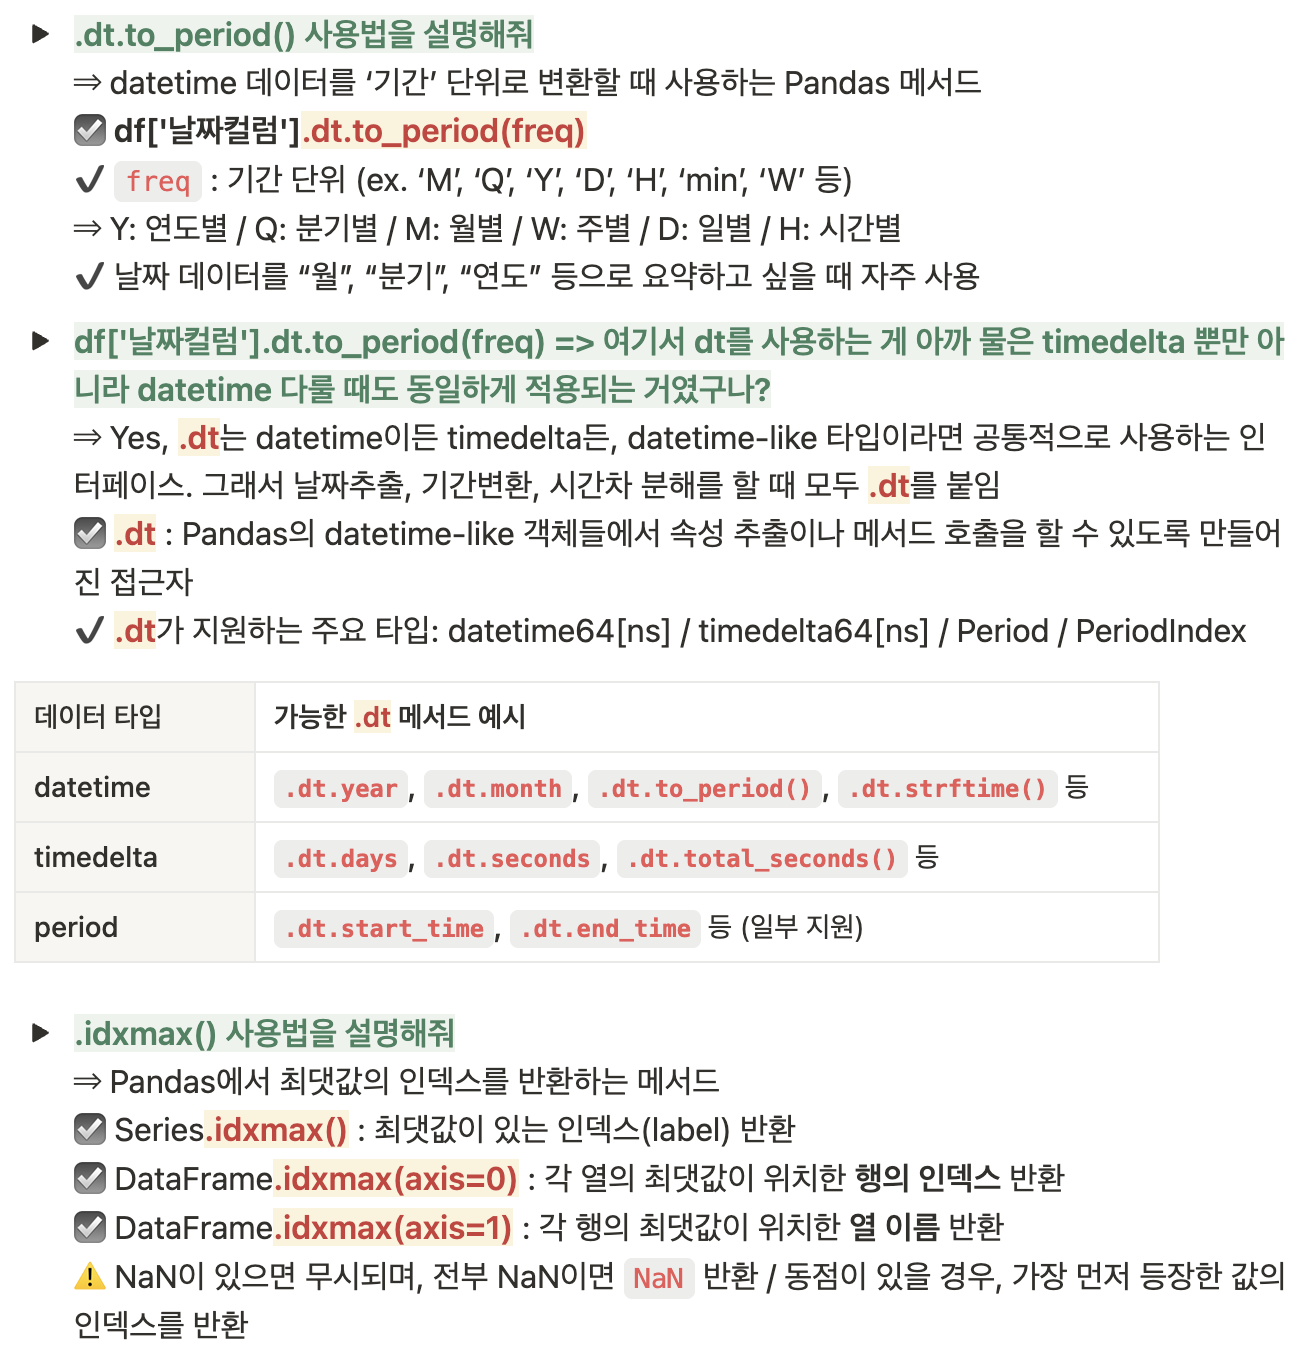 ▶ .dt.to_period() 사용법을 설명해줘
⇒ datetime 데이터를 ‘기간’ 단위로 변환할 때 사용하는 Pandas 메서드
☑ df['날짜컬럼'].dt.to_period(freq)
✔ freq : 기간 단위 (ex. ‘M’, ‘Q’, ‘Y’, ‘D’, ‘H’, ‘min’, ‘W’ 등)
⇒ Y: 연도별 / Q: 분기별 / M: 월별 / W: 주별 / D: 일별 / H: 시간별
✔ 날짜 데이터를 “월”, “분기”, “연도” 등으로 요약하고 싶을 때 자주 사용
▶ df['날짜컬럼'].dt.to_period(freq) => 여기서 dt를 사용하는 게 아까 물은 timedelta 뿐만 아
니라 datetime 다룰 때도 동일하게 적용되는 거였구나?
⇒ Yes, .dt는 datetime이든 timedelta든, datetime-like 타입이라면 공통적으로 사용하는 인
터페이스. 그래서 날짜추출, 기간변환, 시간차 분해를 할 때 모두 .dt를 붙임
☑ .dt : Pandas의 datetime-like 객체들에서 속성 추출이나 메서드 호출을 할 수 있도록 만들어
진 접근자
✔ .dt가 지원하는 주요 타입: datetime64[ns] / timedelta64[ns] / Period / PeriodIndex
데이터 타입 가능한 .dt 메서드 예시
datetime .dt.year, .dt.month, .dt.to_period(), .dt.strftime() 등
timedelta .dt.days, .dt.seconds, .dt.total_seconds() 등
period .dt.start_time, .dt.end_time 등 (일부 지원)
▶ .idxmax() 사용법을 설명해줘
⇒ Pandas에서 최댓값의 인덱스를 반환하는 메서드
☑ Series.idxmax() : 최댓값이 있는 인덱스(label) 반환
☑ DataFrame.idxmax(axis=0) : 각 열의 최댓값이 위치한 행의 인덱스 반환
☑ DataFrame.idxmax(axis=1) : 각 행의 최댓값이 위치한 열 이름 반환
⚠ NaN이 있으면 무시되며, 전부 NaN이면 NaN 반환 / 동점이 있을 경우, 가장 먼저 등장한 값의
인덱스를 반환